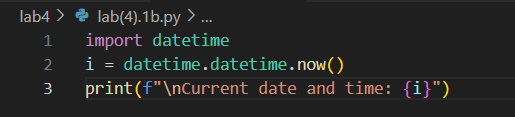 lab4 > lab(4).1b.py > ...
1 import datetime
2 i = datetime.datetime.now()
3 print(f"\nCurrent date and time: {i}")